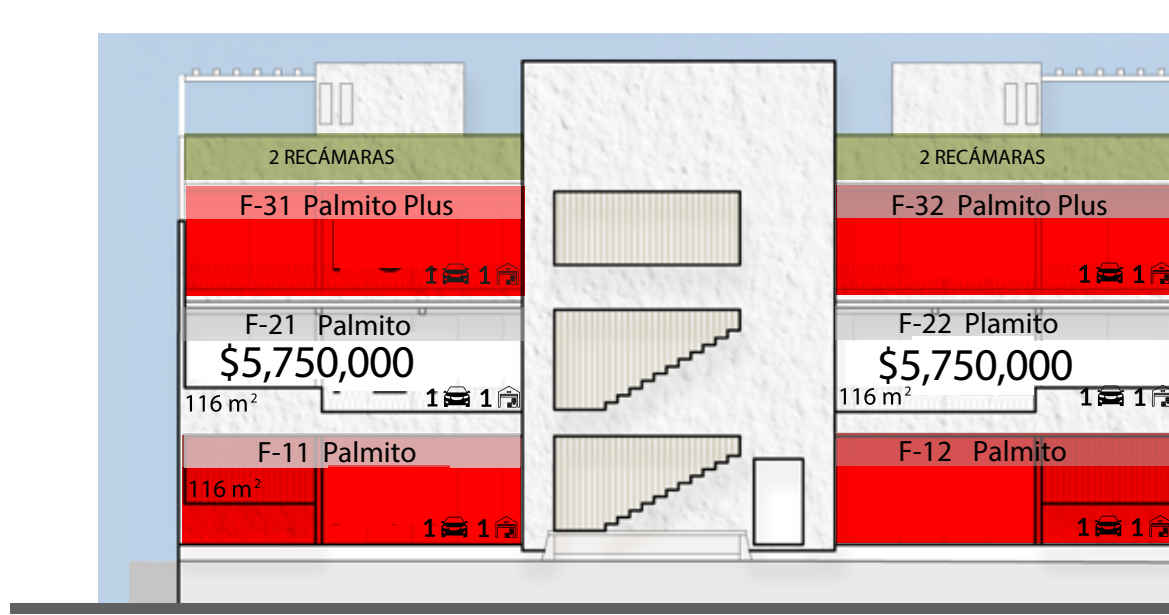 2 RECÁMARAS
2 RECÁMARAS
F-31 Palmito Plus
F-32 Palmito Plus
1 1
1 1
F-21 Palmito
F-22 Plamito
$5,750,000
$5,750,000
116 m²
1 1
116 m²
1 1
F-11 Palmito
F-12 Palmito
116 m²
1 1
1 1